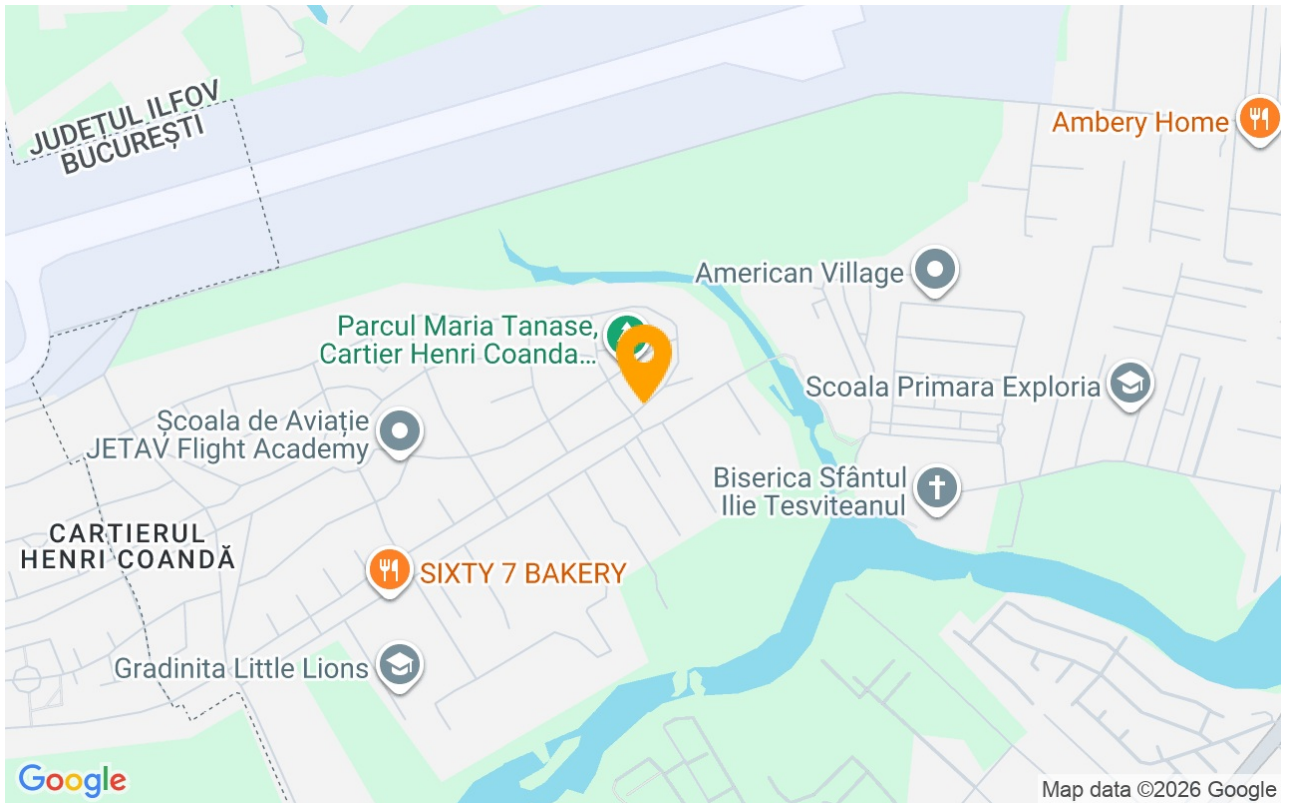 JUDEȚUL ILFOV
BUCUREȘTI
Ambery Home
American Village
Parcul Maria Tanase,
Cartier Henri Coanda...
Scoala Primara Exploria
Școala de Aviație
JETAV Flight Academy
Biserica Sfântul
Ilie Tesviteanul
CARTIERUL
HENRI COANDĂ
SIXTY 7 BAKERY
Gradinita Little Lions
Google
Map data ©2026 Google